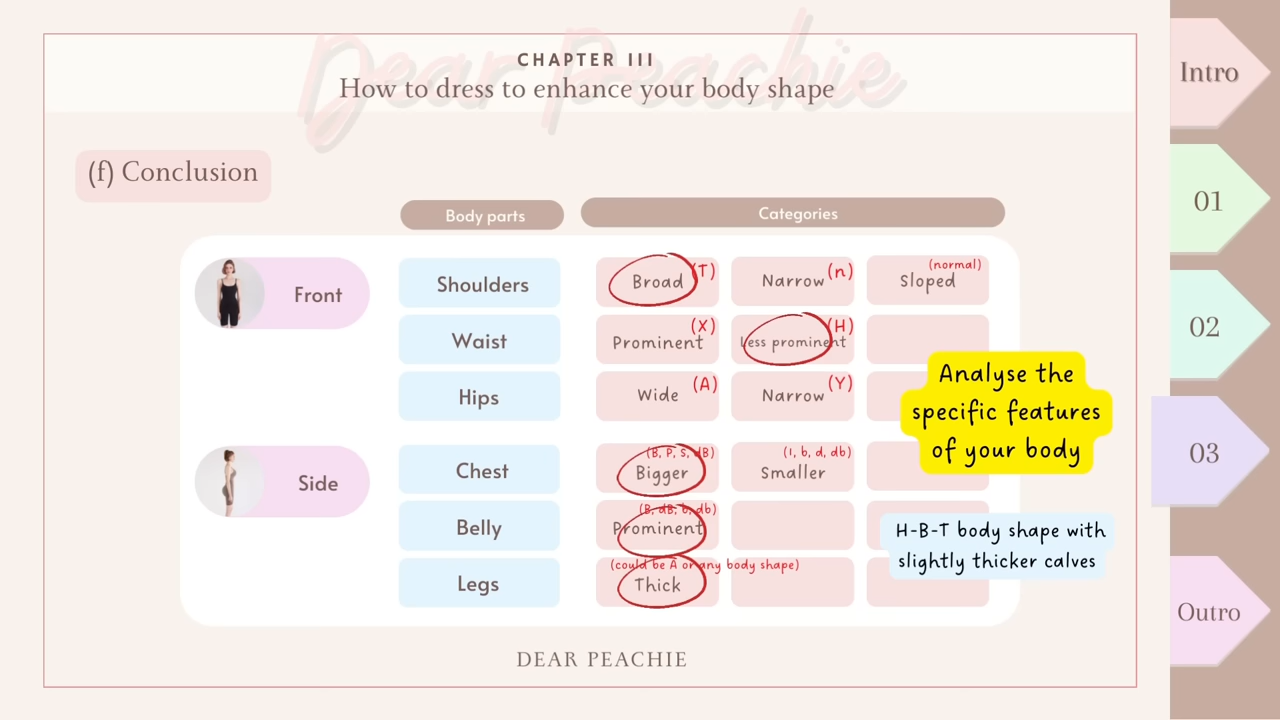 Dear Peachie
CHAPTER III
How to dress to enhance your body shape
(f) Conclusion
Body parts
Categories
Front
Shoulders
Broad (T)
Narrow (n)
(normal)
Sloped
Waist
Prominent (X)
Less prominent (H)
Hips
Wide (A)
Narrow (Y)
Side
Chest
(B, P, S, dB)
Bigger
(I, b, d, db)
Smaller
Belly
(B, dB, b, db)
Prominent
Legs
(could be A or any body shape)
Thick
Analyse the
specific features
of your body
H-B-T body shape with
slightly thicker calves
DEAR PEACHIE
Intro
01
02
03
Outro